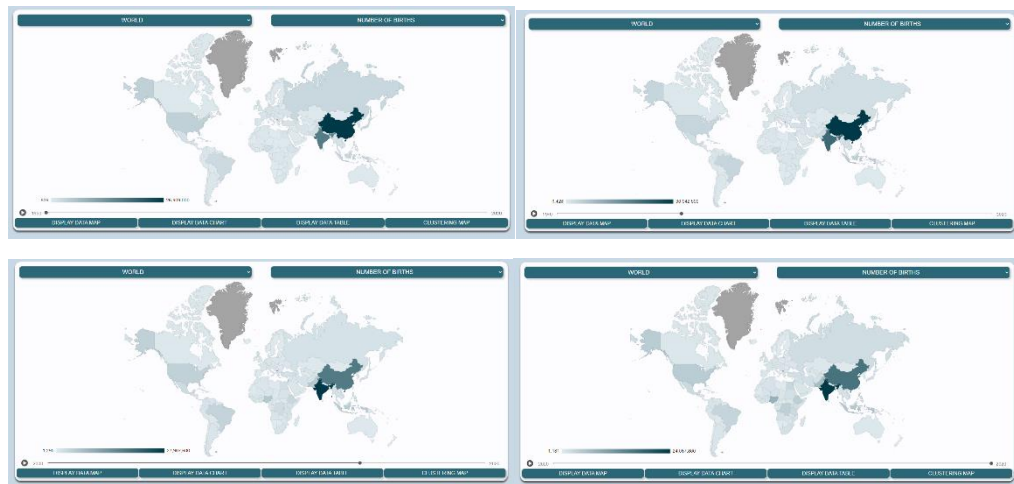 WORLD NUMBER OF BIRTHS
DISPLAY DATA MAP DISPLAY DATA CHART DISPLAY DATA TABLE CLUSTERING MAP
WORLD NUMBER OF BIRTHS
DISPLAY DATA MAP DISPLAY DATA CHART DISPLAY DATA TABLE CLUSTERING MAP
WORLD NUMBER OF BIRTHS
DISPLAY DATA MAP DISPLAY DATA CHART DISPLAY DATA TABLE CLUSTERING MAP
WORLD NUMBER OF BIRTHS
DISPLAY DATA MAP DISPLAY DATA CHART DISPLAY DATA TABLE CLUSTERING MAP